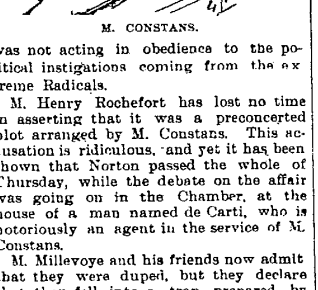 M. CONSTANS.
was not acting in obedience to the po-
itical instigations coming from the ex
reme Radicals.
M. Henry Rochefort has lost no time
n asserting that it was a preconcerted
plot arranged by M. Constans. This ac-
usation is ridiculous, and yet it has been
shown that Norton passed the whole of
Thursday, while the debate on the affair
was going on in the Chamber, at the
house of a man named de Carti, who is
notoriously an agent in the service of M.
Constans.
M. Millevoye and his friends now admit
that they were duped, but they declare